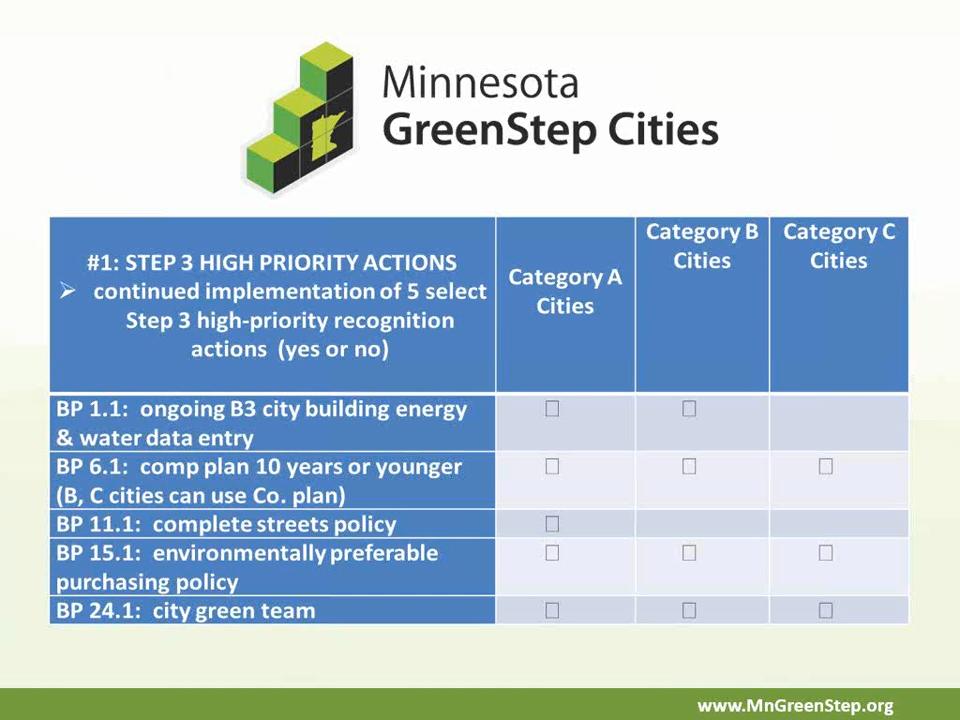 Minnesota
GreenStep Cities
#1: STEP 3 HIGH PRIORITY ACTIONS
➢ continued implementation of 5 select
Step 3 high-priority recognition
actions (yes or no)
Category A
Cities
Category B
Cities
Category C
Cities
BP 1.1: ongoing B3 city building energy
& water data entry
BP 6.1: comp plan 10 years or younger
(B, C cities can use Co. plan)
BP 11.1: complete streets policy
BP 15.1: environmentally preferable
purchasing policy
BP 24.1: city green team
www.MnGreenStep.org